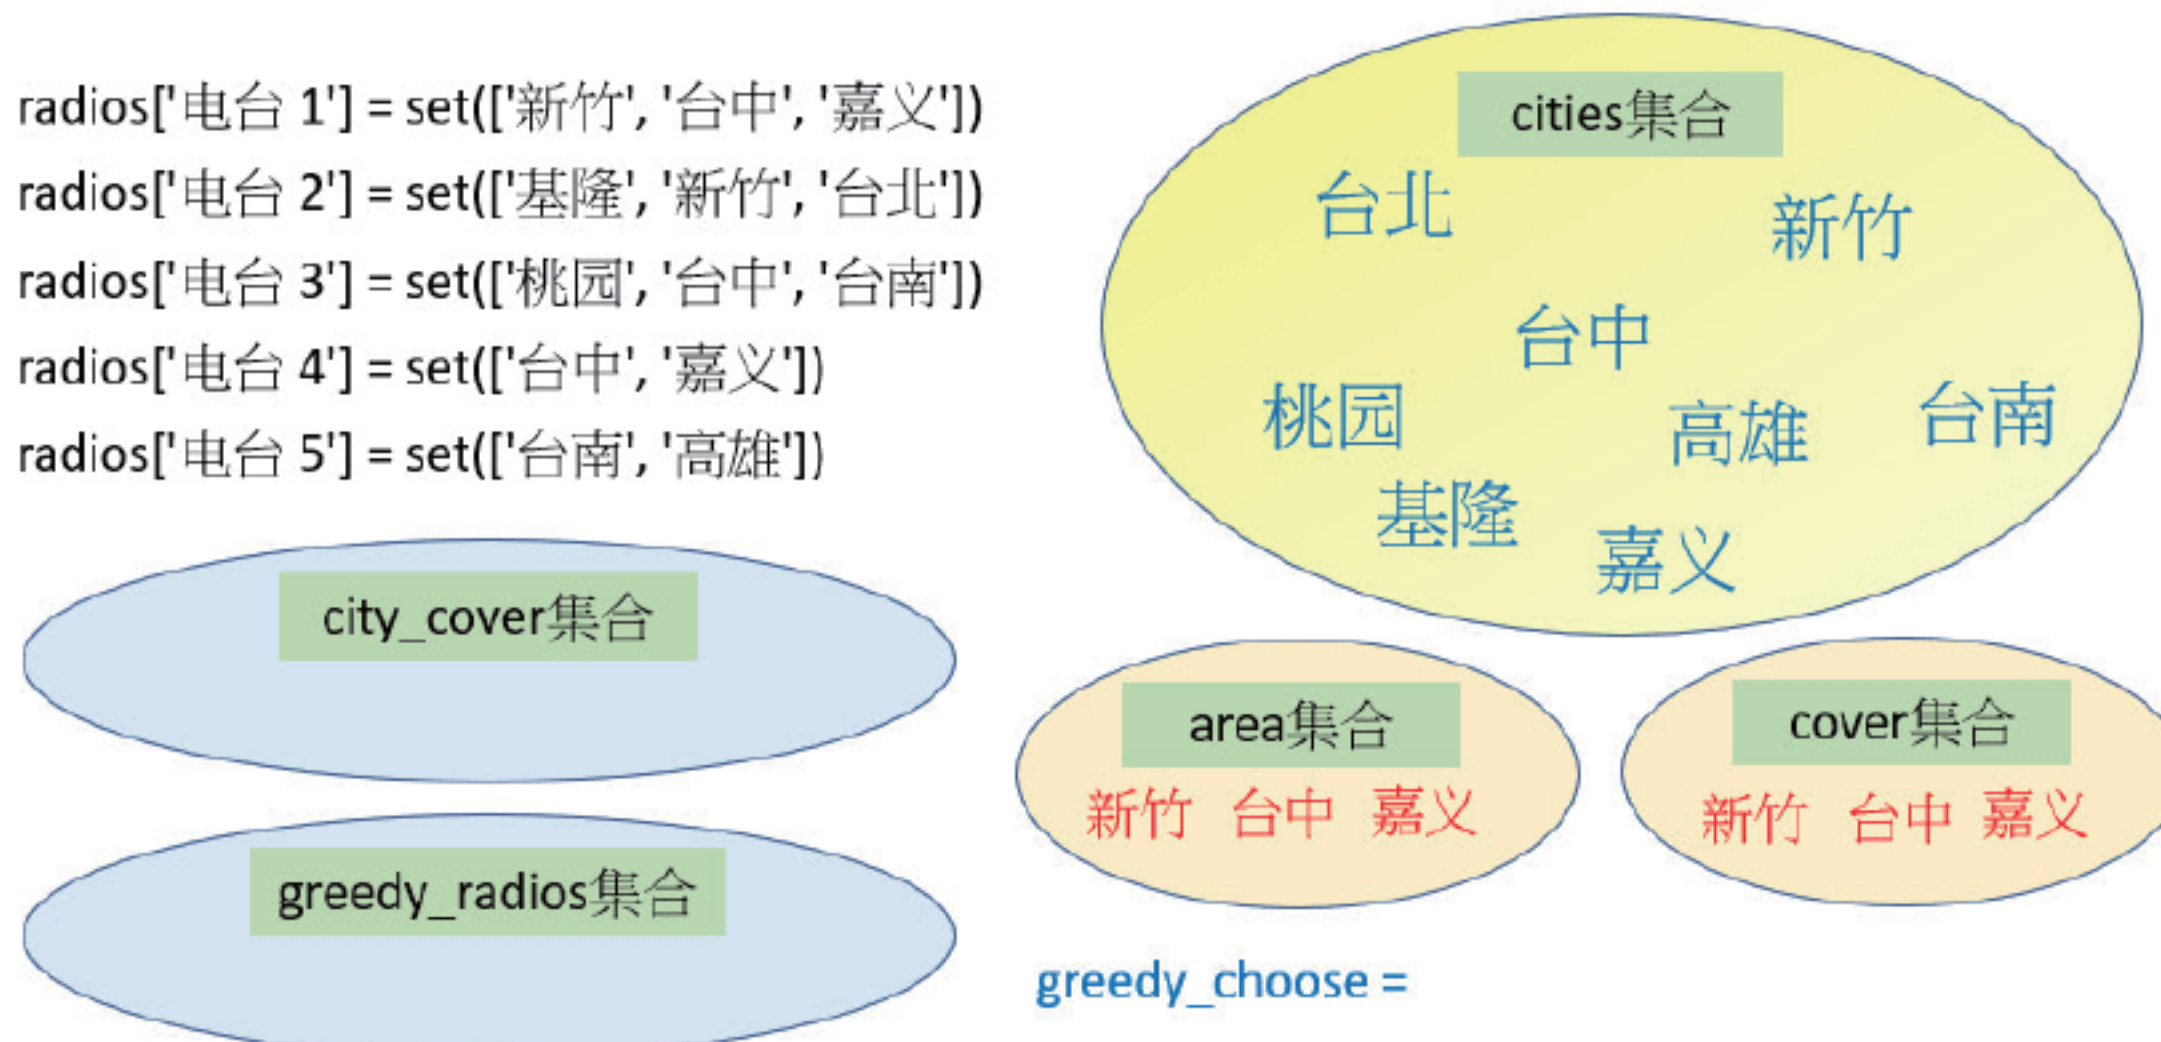 radios['电台 1'] = set(['新竹', '台中', '嘉义'])
radios['电台 2'] = set(['基隆', '新竹', '台北'])
radios['电台 3'] = set(['桃园', '台中', '台南'])
radios['电台 4'] = set(['台中', '嘉义'])
radios['电台 5'] = set(['台南', '高雄'])
cities集合
台北
新竹
台中
桃园
高雄
台南
基隆
嘉义
city_cover集合
greedy_radios集合
area集合
新竹 台中 嘉义
cover集合
新竹 台中 嘉义
greedy_choose =